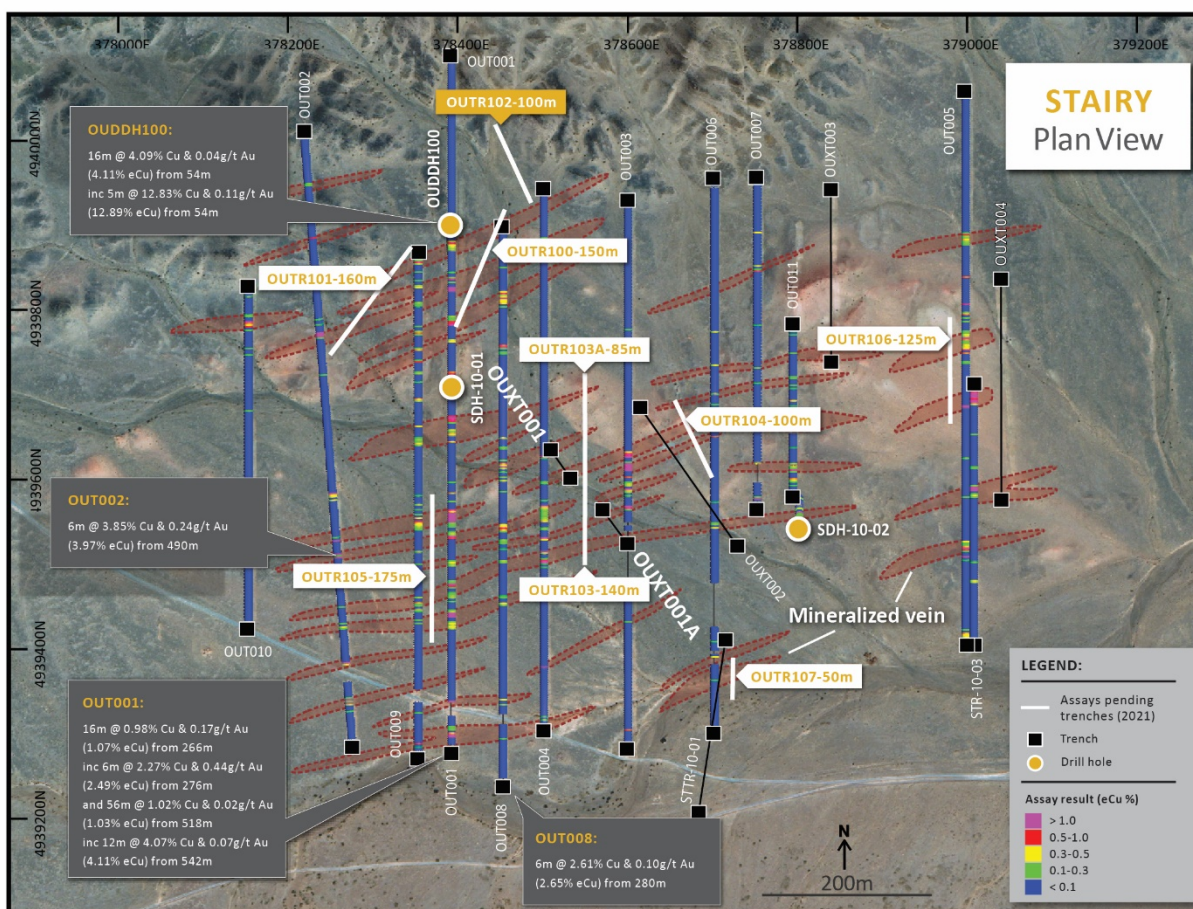 378000E
378200E
378400E
378600E
378800E
379000E
379200E
4940000N
4939800N
4939600N
4939400N
4939200N
STAIRY
Plan View
OUT002
OUT001
OUTR102-100m
OUDDH100:
16m @ 4.09% Cu & 0.04g/t Au
(4.11% eCu) from 54m
inc 5m @ 12.83% Cu & 0.11g/t Au
(12.89% eCu) from 54m
OUDDH100
OUT003
OUT006
OUT007
OUXT003
OUT005
OUXT004
OUTR101-160m
OUTR100-150m
OUT011
OUTR103A-85m
OUTR106-125m
SDH-10-01
OUXT001
OUTR104-100m
OUT002:
6m @ 3.85% Cu & 0.24g/t Au
(3.97% eCu) from 490m
SDH-10-02
OUTR105-175m
OUTR103-140m
OUXT001A
OUXT002
Mineralized vein
OUT010
OUTR107-50m
STR-10-03
OUT001:
16m @ 0.98% Cu & 0.17g/t Au
(1.07% eCu) from 266m
inc 6m @ 2.27% Cu & 0.44g/t Au
(2.49% eCu) from 276m
and 56m @ 1.02% Cu & 0.02g/t Au
(1.03% eCu) from 518m
inc 12m @ 4.07% Cu & 0.07g/t Au
(4.11% eCu) from 542m
OUT009
OUT001
OUT008
OUT004
STTR-10-01
OUT008:
6m @ 2.61% Cu & 0.10g/t Au
(2.65% eCu) from 280m
N
200m
LEGEND:
Assays pending
trenches (2021)
Trench
Drill hole
Assay result (eCu %)
> 1.0
0.5-1.0
0.3-0.5
0.1-0.3
< 0.1